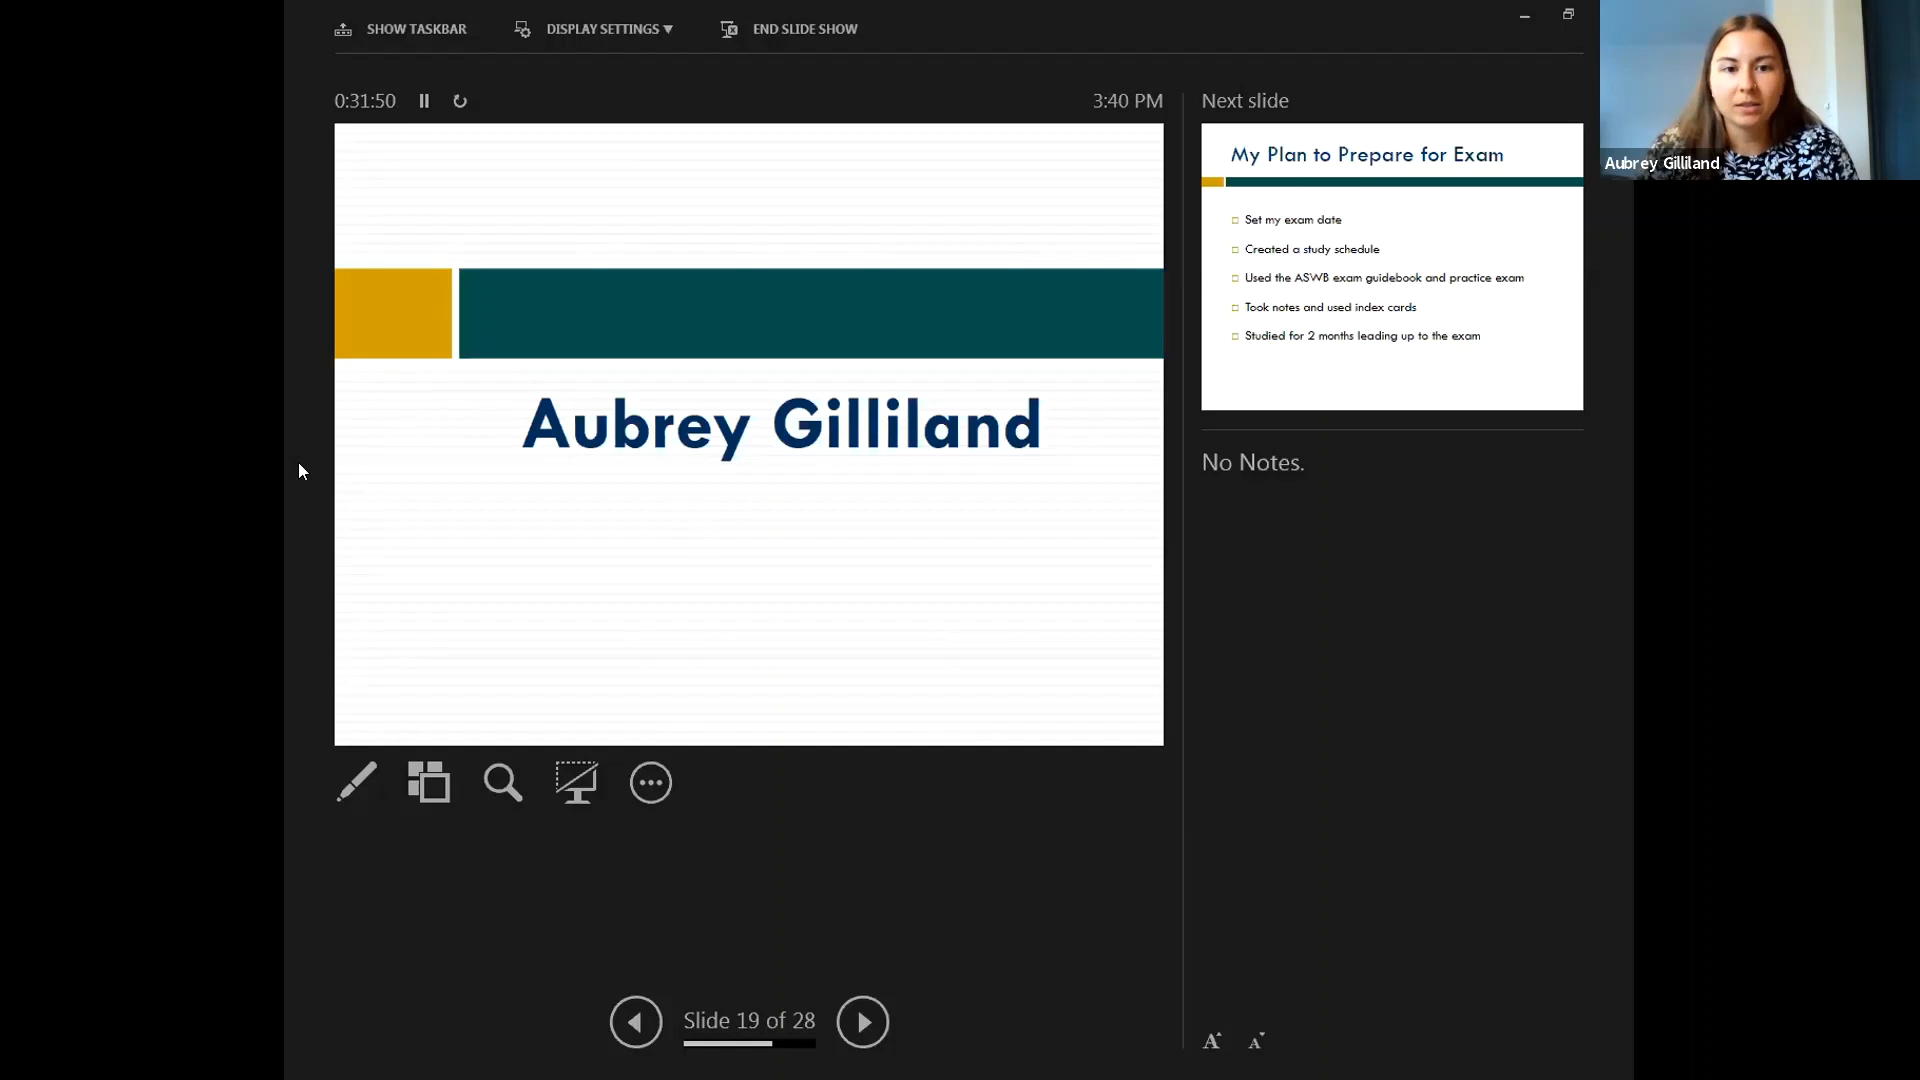 SHOW TASKBAR
DISPLAY SETTINGS ▼
END SLIDE SHOW
0:31:50
3:40 PM
Aubrey Gilliland
Next slide
My Plan to Prepare for Exam
Set my exam date
Created a study schedule
Used the ASWB exam guidebook and practice exam
Took notes and used index cards
Studied for 2 months leading up to the exam
No Notes.
Slide 19 of 28
A
A
Aubrey Gilliland